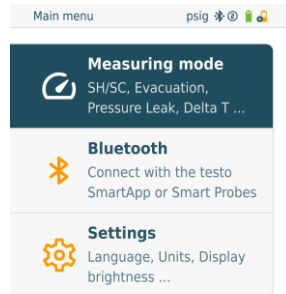 Main menu
psig
Measuring mode
SH/SC, Evacuation,
Pressure Leak, Delta T ...
Bluetooth
Connect with the testo
SmartApp or Smart Probes
Settings
Language, Units, Display
brightness ...